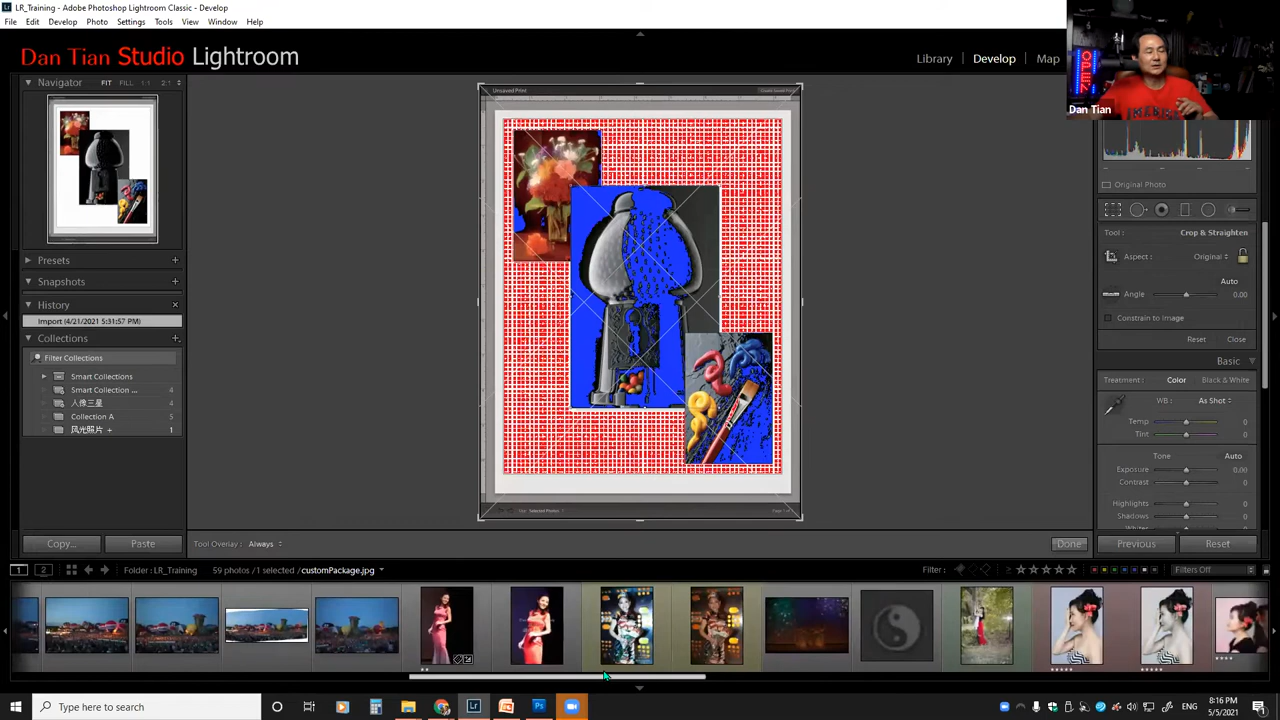 LR_Training - Adobe Photoshop Lightroom Classic - Develop
File Edit Develop Photo Settings Tools View Window Help
Dan Tian Studio Lightroom
Library Develop Map
OPEN
Dan Tian
Navigator FIT FILL 1:1 2:1
Unsaved Print
Original Photo
Tool: Crop & Straighten
Aspect: Original
Auto
Angle 0.00
Constrain to Image
Reset Close
Basic
Treatment: Color Black & White
WB: As Shot
Temp 0
Tint 0
Tone Auto
Exposure 0.00
Contrast 0
Highlights 0
Shadows 0
Whites
Presets
Snapshots
History
Import (4/21/2021 5:31:57 PM)
Collections
Filter Collections
Smart Collections
Smart Collection ... 4
人像三星 4
Collection A 5
风光照片 + 1
Copy... Paste
Tool Overlay: Always
Done
Previous Reset
1 2 Folder: LR_Training 59 photos /1 selected /customPackage.jpg
Filter: Filters Off
Type here to search
8:16 PM
5/5/2021